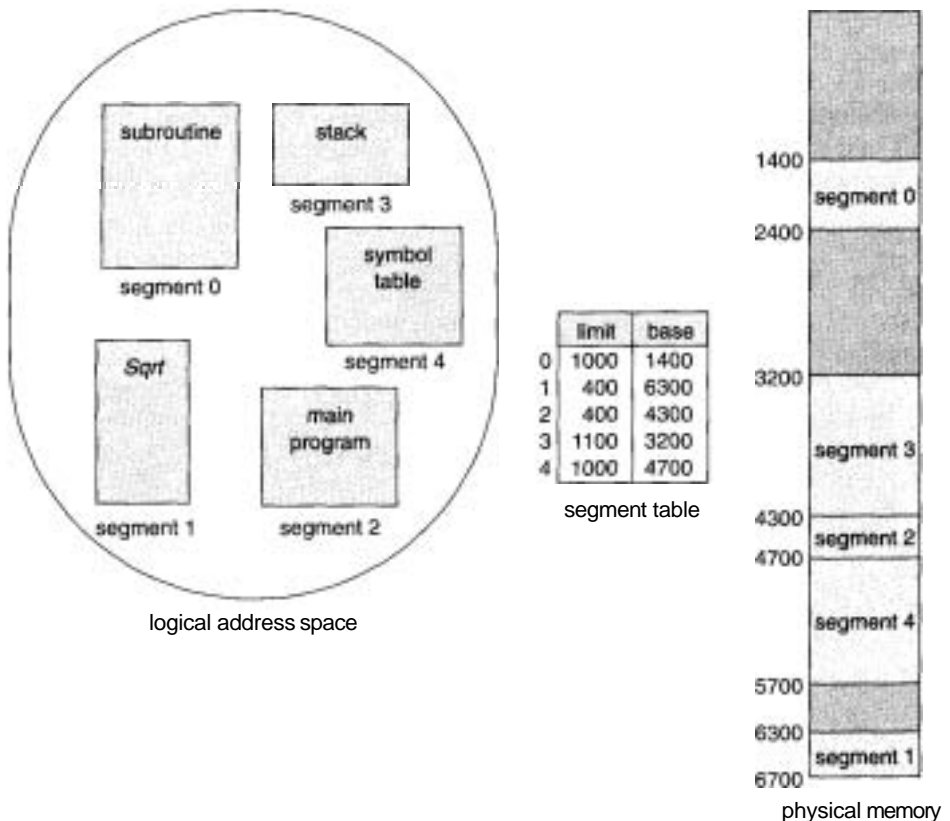 subroutine
segment 0
stack
segment 3
symbol
table
segment 4
Sqrt
segment 1
main
program
segment 2
logical address space
limit base
0 1000 1400
1 400 6300
2 400 4300
3 1100 3200
4 1000 4700
segment table
1400
segment 0
2400
3200
segment 3
4300
segment 2
4700
segment 4
5700
6300
segment 1
6700
physical memory